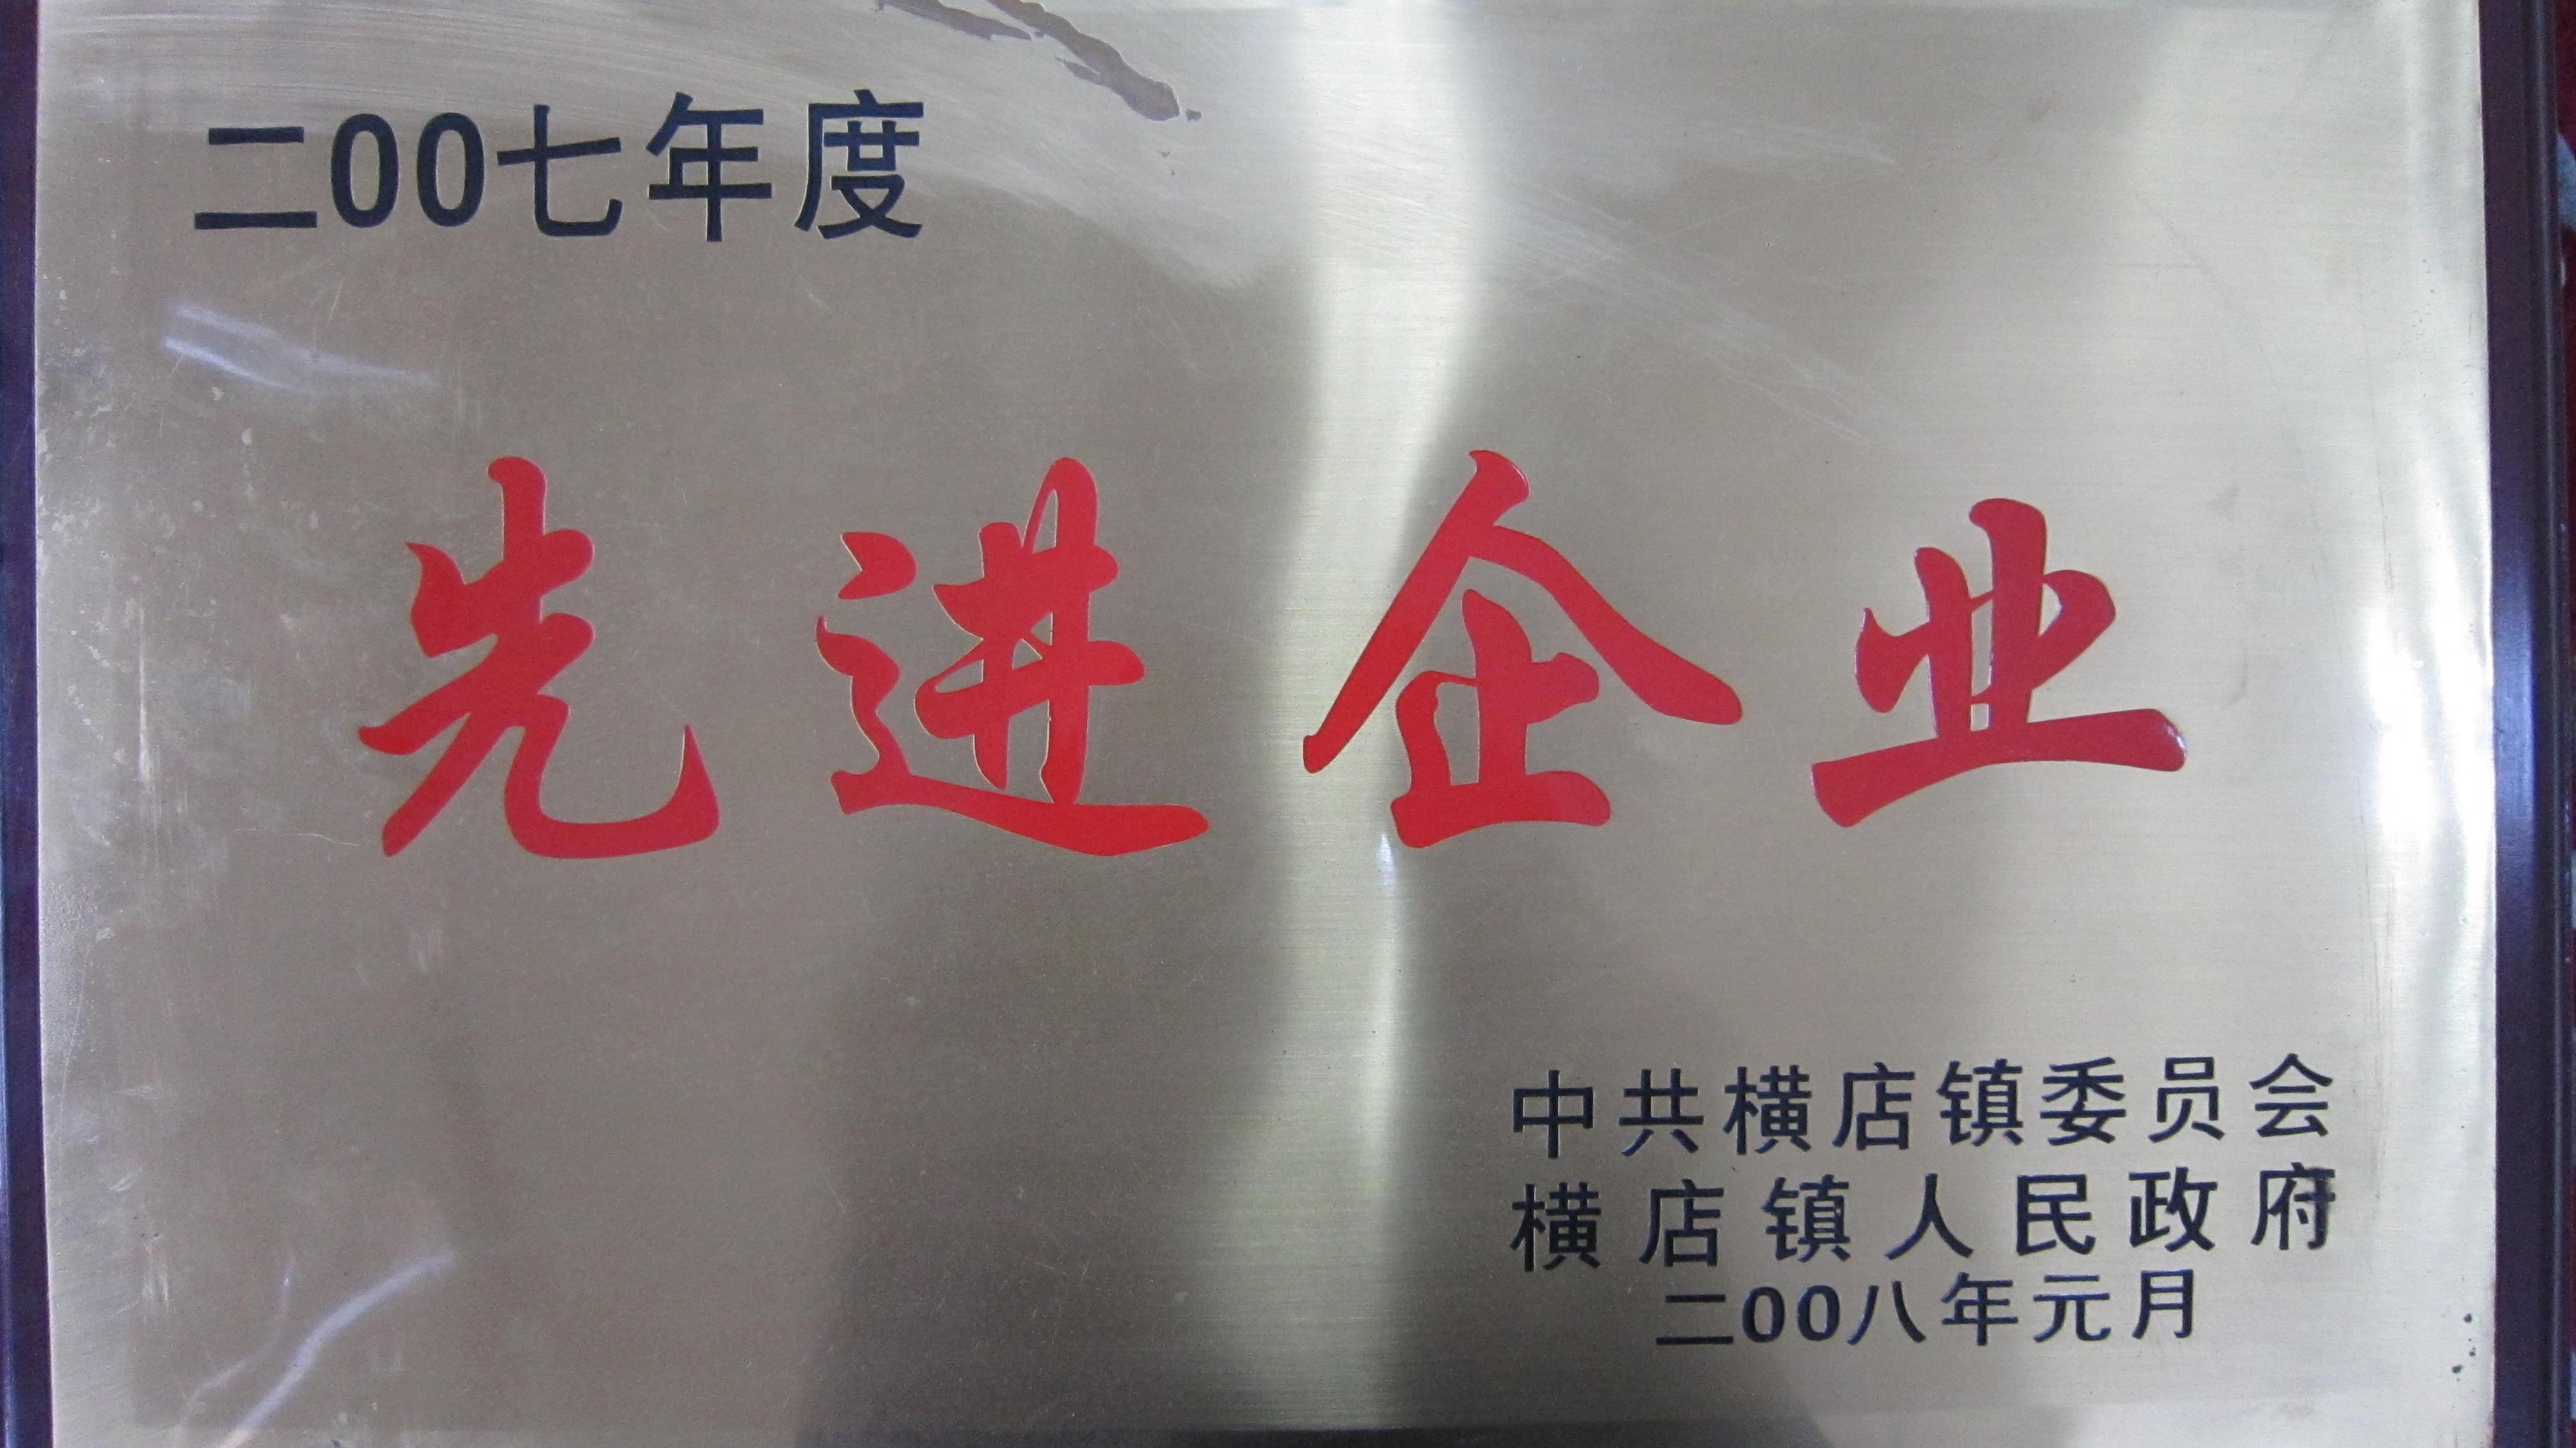 二00七年度
先进企业
中共横店镇委员会
横店镇人民政府
二00八年元月